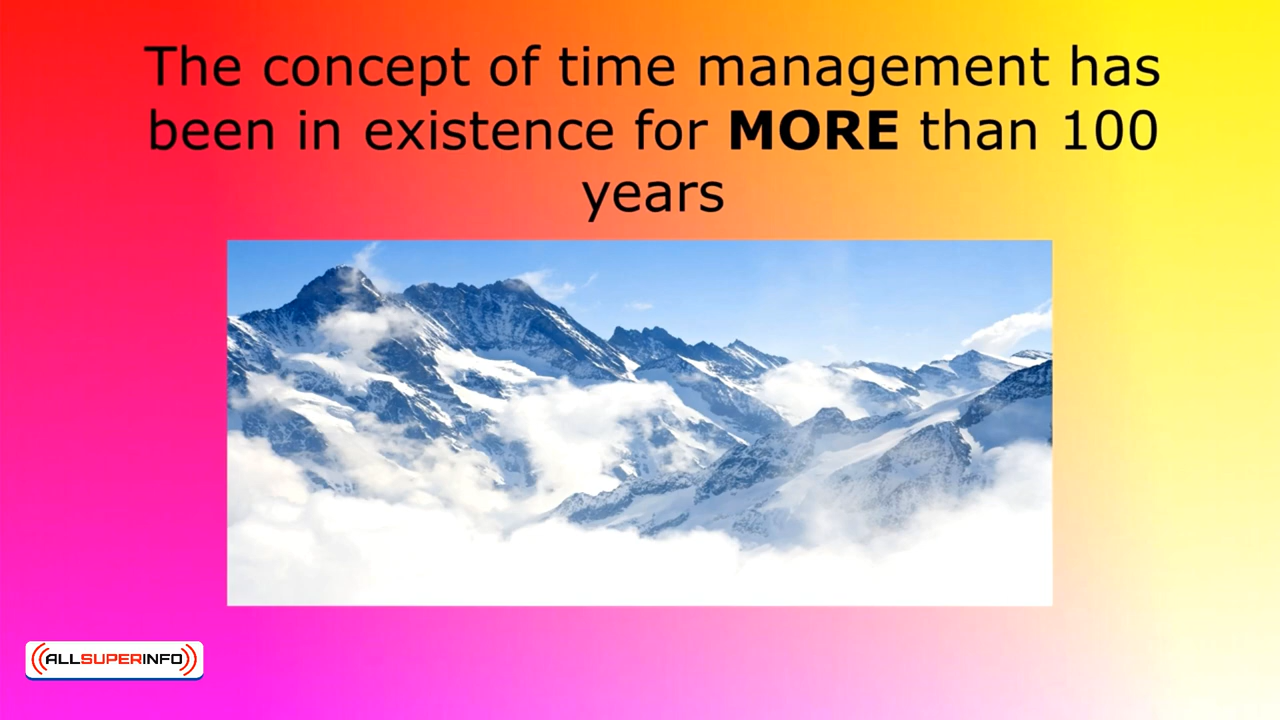 The concept of time management has
been in existence for MORE than 100
years
((ALLSUPERINFO))